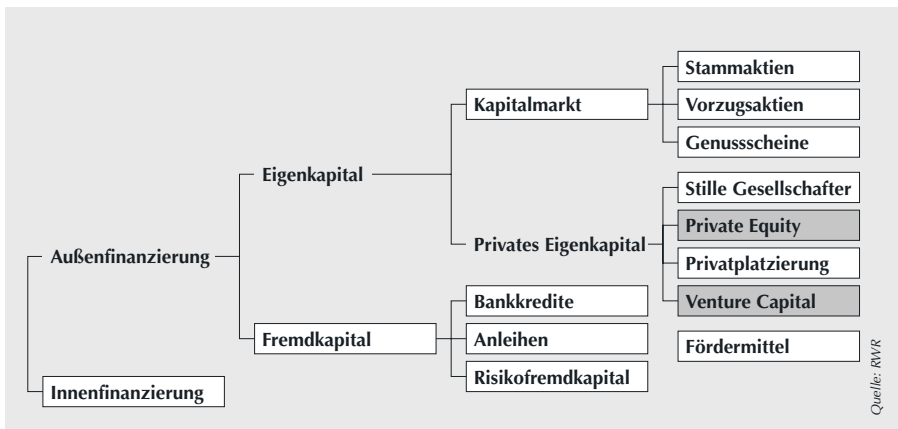 Stammaktien
Kapitalmarkt
Vorzugsaktien
Genussscheine
Eigenkapital
Stille Gesellschafter
Private Equity
Privates Eigenkapital
Außenfinanzierung
Privatplatzierung
Bankkredite
Venture Capital
Fremdkapital
Anleihen
Fördermittel
Risikofremdkapital
Innenfinanzierung
Quelle: RWR